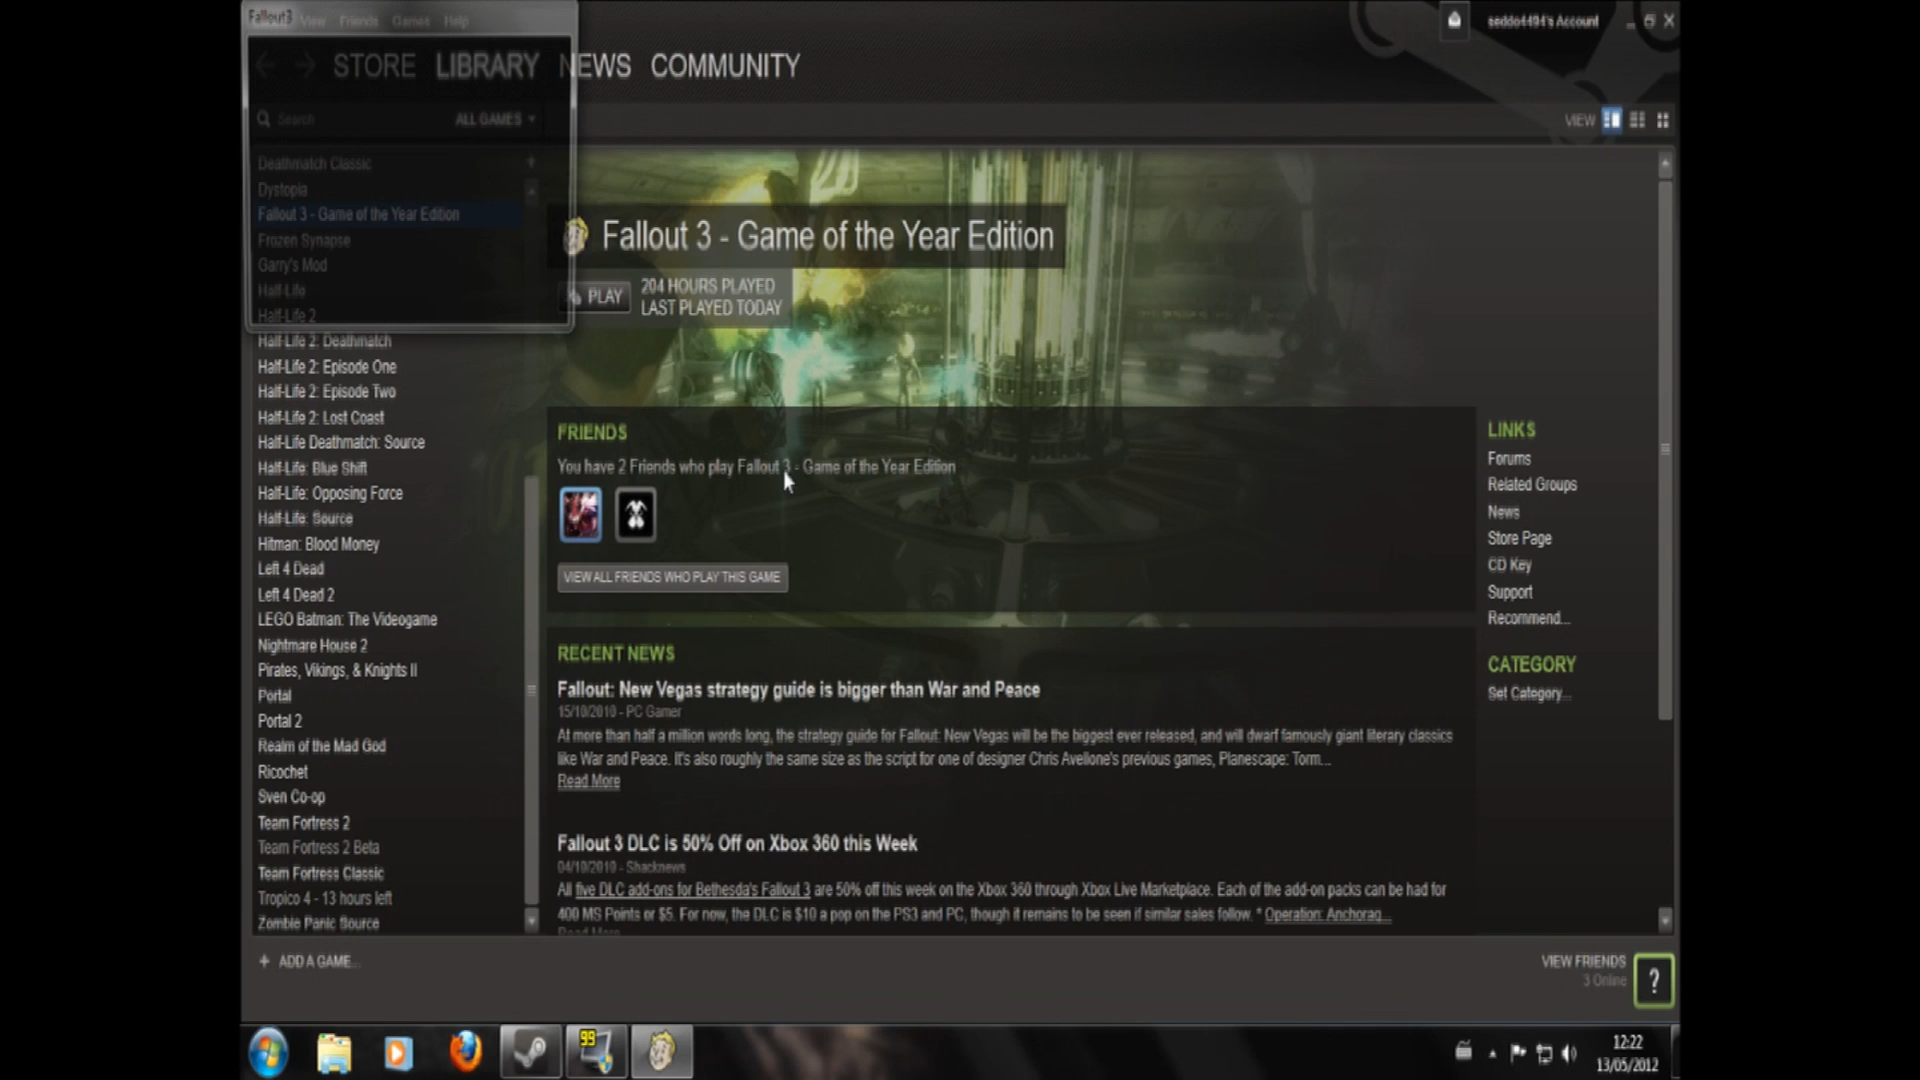 Fallout3 View Friends Games Help
seddo4494's Account
STORE LIBRARY NEWS COMMUNITY
Search
ALL GAMES
VIEW
Deathmatch Classic
Dystopia
Fallout 3 - Game of the Year Edition
Frozen Synapse
Garry's Mod
Half-Life
Half-Life 2
Half-Life 2: Deathmatch
Half-Life 2: Episode One
Half-Life 2: Episode Two
Half-Life 2: Lost Coast
Half-Life Deathmatch: Source
Half-Life: Blue Shift
Half-Life: Opposing Force
Half-Life: Source
Hitman: Blood Money
Left 4 Dead
Left 4 Dead 2
LEGO Batman: The Videogame
Nightmare House 2
Pirates, Vikings, & Knights II
Portal
Portal 2
Realm of the Mad God
Ricochet
Sven Co-op
Team Fortress 2
Team Fortress 2 Beta
Team Fortress Classic
Tropico 4 - 13 hours left
Zombie Panic Source
+ ADD A GAME...
Fallout 3 - Game of the Year Edition
PLAY
204 HOURS PLAYED
LAST PLAYED TODAY
FRIENDS
You have 2 Friends who play Fallout 3 - Game of the Year Edition
VIEW ALL FRIENDS WHO PLAY THIS GAME
RECENT NEWS
Fallout: New Vegas strategy guide is bigger than War and Peace
15/10/2010 - PC Gamer
At more than half a million words long, the strategy guide for Fallout: New Vegas will be the biggest ever released, and will dwarf famously giant literary classics
like War and Peace. It's also roughly the same size as the script for one of designer Chris Avellone's previous games, Planescape: Torm...
Read More
Fallout 3 DLC is 50% Off on Xbox 360 this Week
04/10/2010 - Shacknews
All five DLC add-ons for Bethesda's Fallout 3 are 50% off this week on the Xbox 360 through Xbox Live Marketplace. Each of the add-on packs can be had for
400 MS Points or $5. For now, the DLC is $10 a pop on the PS3 and PC, though it remains to be seen if similar sales follow. * Operation: Anchorag...
Read More
LINKS
Forums
Related Groups
News
Store Page
CD Key
Support
Recommend...
CATEGORY
Set Category...
VIEW FRIENDS
3 Online
?
99
12:22
13/05/2012